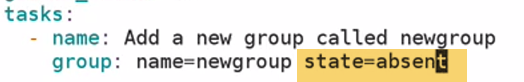 tasks:
  - name: Add a new group called newgroup
    group: name=newgroup state=absent